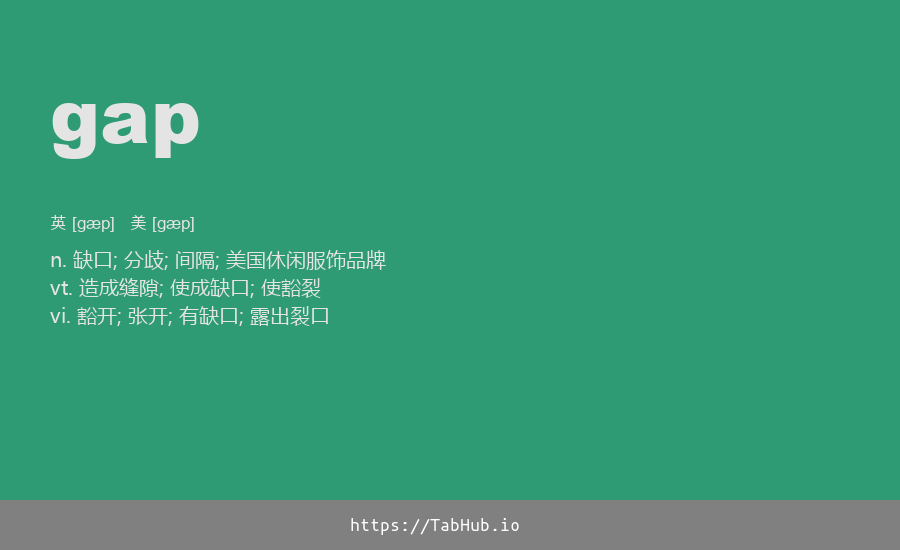 gap
英 [gæp] 美 [gæp]
n. 缺口; 分歧; 间隔; 美国休闲服饰品牌
vt. 造成缝隙; 使成缺口; 使豁裂
vi. 豁开; 张开; 有缺口; 露出裂口
https://TabHub.io